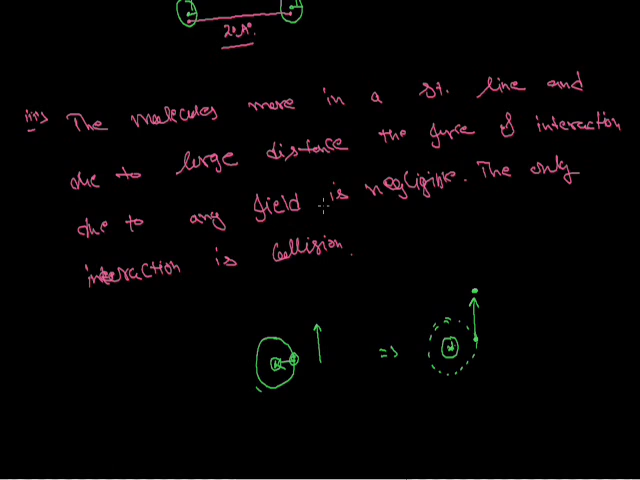 20 A°.
iii> The molecules move in a st. line and
due to large distance the force of interaction
due to any field is negligible. The only
interaction is Collision.
=>